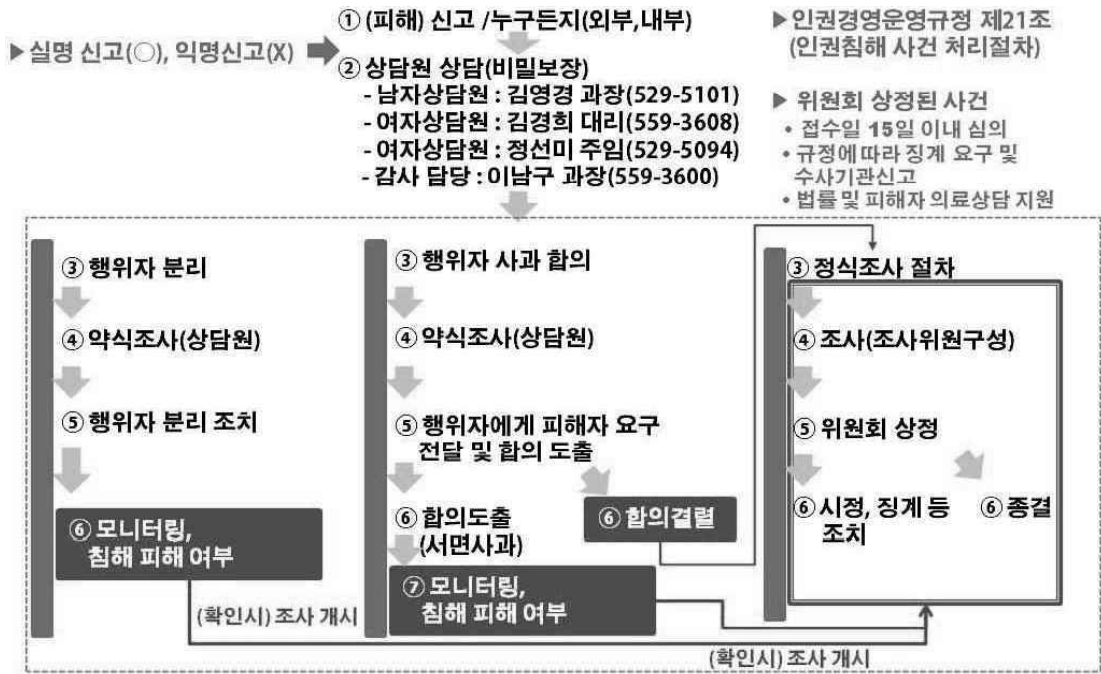 ① (피해) 신고 /누구든지(외부,내부)
▶실명 신고(○), 익명신고(X)
② 상담원 상담(비밀보장)
- 남자상담원 : 김영경 과장(529-5101)
- 여자상담원 : 김경희 대리(559-3608)
- 여자상담원 : 정선미 주임(529-5094)
- 감사 담당 : 이남구 과장(559-3600)
▶인권경영운영규정 제21조
(인권침해 사건 처리절차)
▶ 위원회 상정된 사건
• 접수일 15일 이내 심의
• 규정에 따라 징계 요구 및
수사기관신고
• 법률 및 피해자 의료상담 지원
③ 행위자 분리
④ 약식조사(상담원)
⑤ 행위자 분리 조치
⑥ 모니터링,
침해 피해 여부
(확인시) 조사 개시
③ 행위자 사과 합의
④ 약식조사(상담원)
⑤ 행위자에게 피해자 요구
전달 및 합의 도출
⑥ 합의도출
(서면사과)
⑥ 합의결렬
⑦ 모니터링,
침해 피해 여부
(확인시) 조사 개시
③ 정식조사 절차
④ 조사(조사위원구성)
⑤ 위원회 상정
⑥ 시정, 징계 등
조치
⑥ 종결